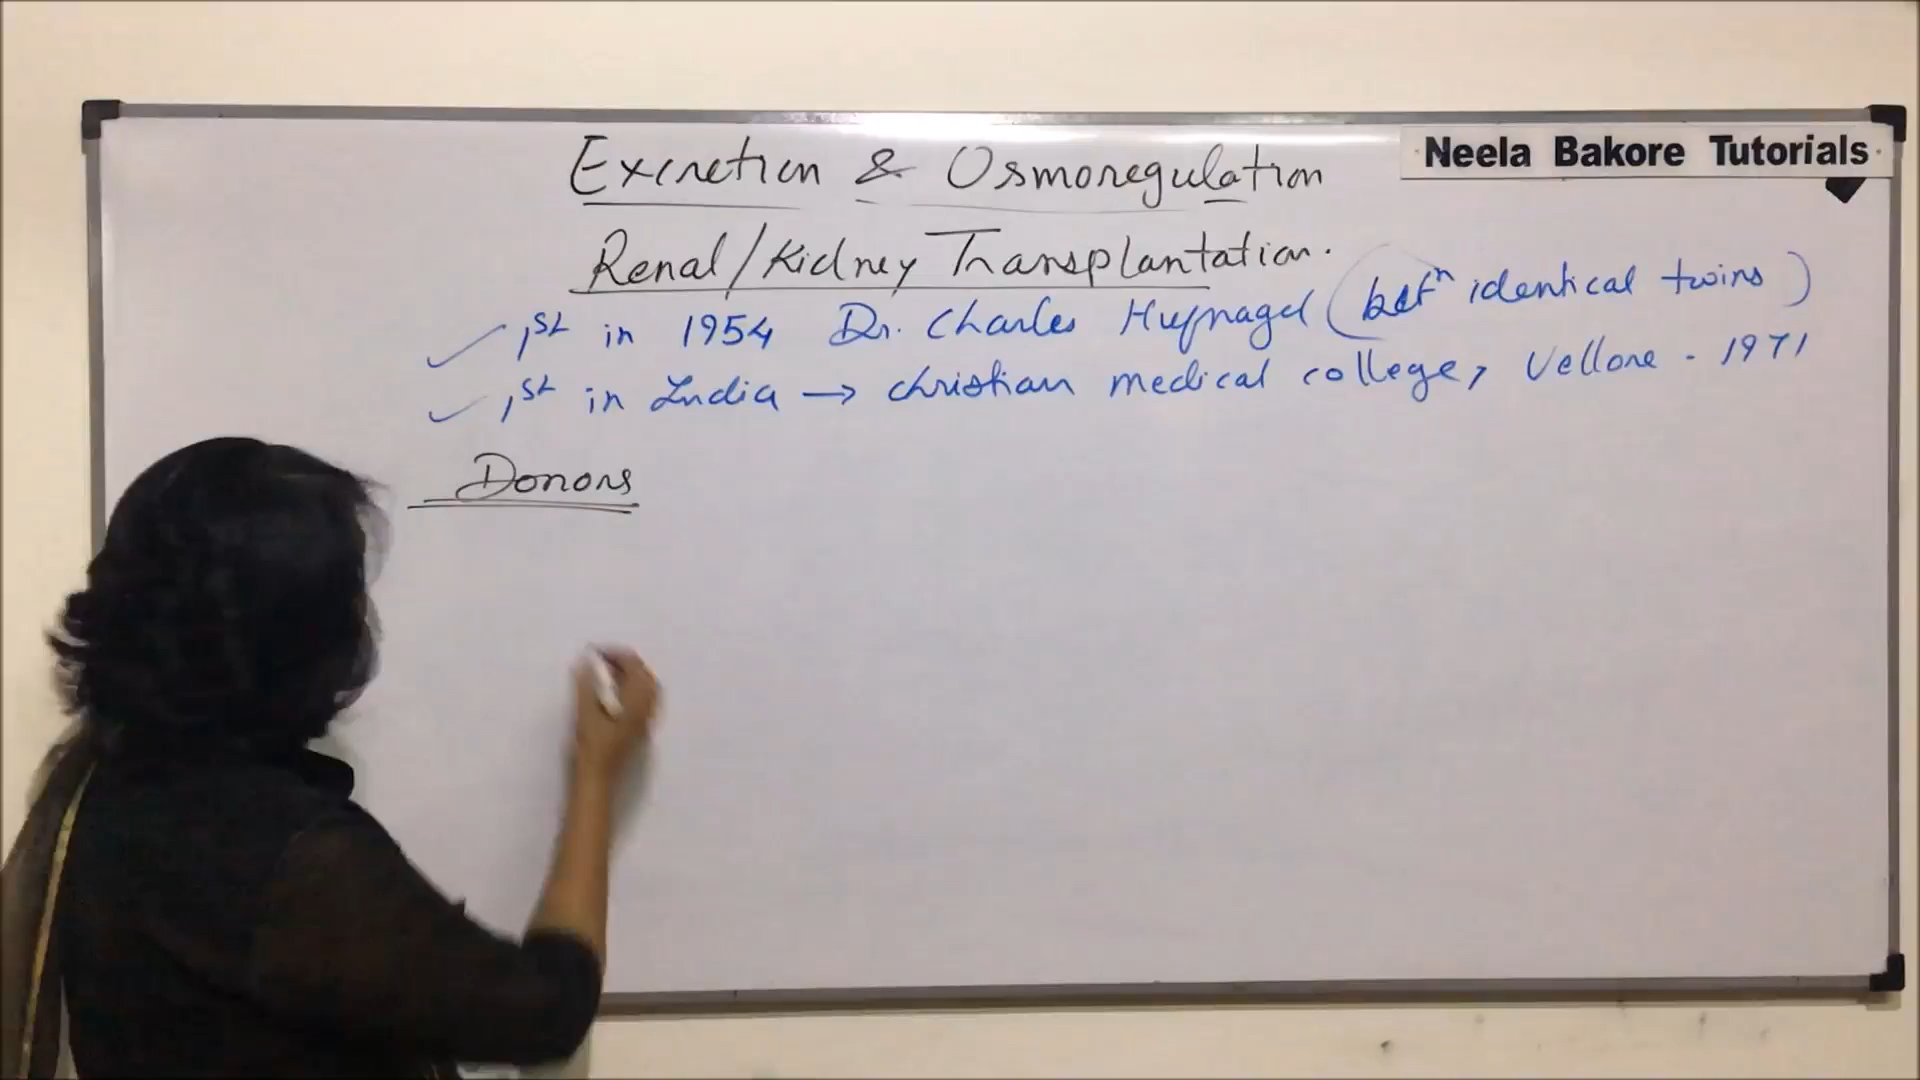 Excretion & Osmoregulation
Neela Bakore Tutorials
Renal/Kidney Transplantation.
1st in 1954 Dr. Charles Hufnagel (betn identical twins)
1st in India → christian medical college, Vellore - 1971
Donors